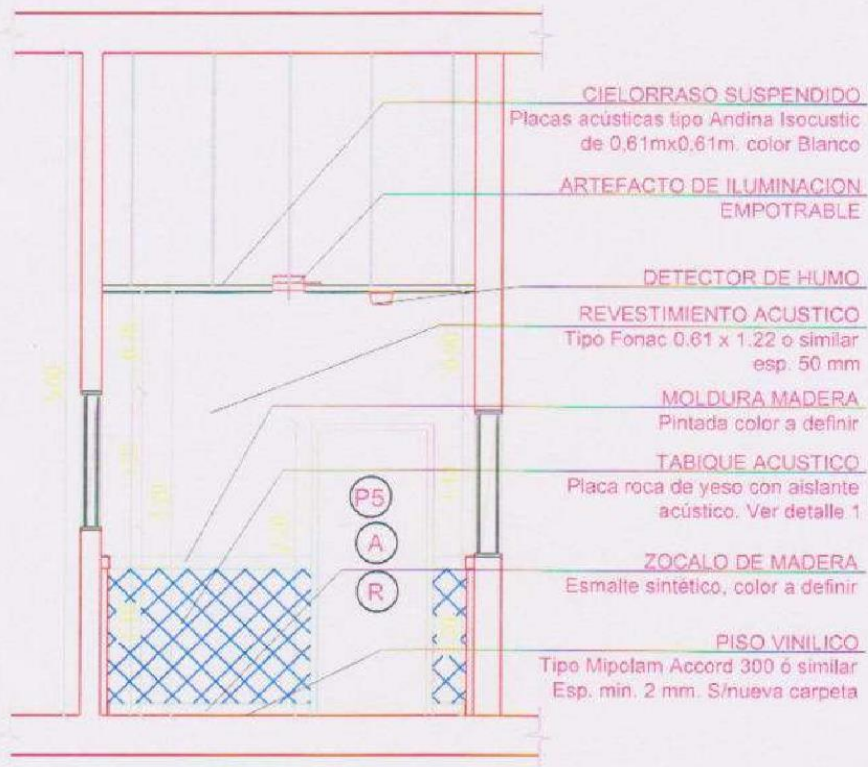 CIELORRASO SUSPENDIDO
Placas acústicas tipo Andina Isocustic
de 0,61mx0,61m. color Blanco
ARTEFACTO DE ILUMINACION
EMPOTRABLE
DETECTOR DE HUMO
REVESTIMIENTO ACUSTICO
Tipo Fonac 0.61 x 1.22 o similar
esp. 50 mm
MOLDURA MADERA
Pintada color a definir
TABIQUE ACUSTICO
Placa roca de yeso con aislante
acústico. Ver detalle 1
ZOCALO DE MADERA
Esmalte sintético, color a definir
PISO VINILICO
Tipo Mipolam Accord 300 ó similar
Esp. min. 2 mm. S/nueva carpeta
P5
A
R